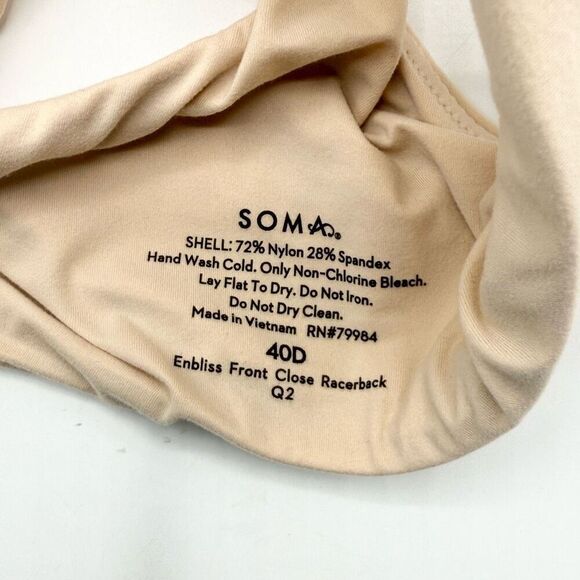 SOMA®
SHELL: 72% Nylon 28% Spandex
Hand Wash Cold. Only Non-Chlorine Bleach.
Lay Flat To Dry. Do Not Iron.
Do Not Dry Clean.
Made in Vietnam RN#79984
40D
Enbliss Front Close Racerback
Q2